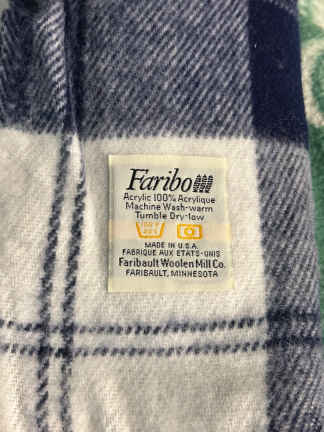 Faribo
Acrylic 100% Acrylique
Machine Wash-warm
Tumble Dry-low
MADE IN U.S.A.
FABRIQUE AUX ETATS-UNIS
Faribault Woolen Mill Co.
FARIBAULT, MINNESOTA